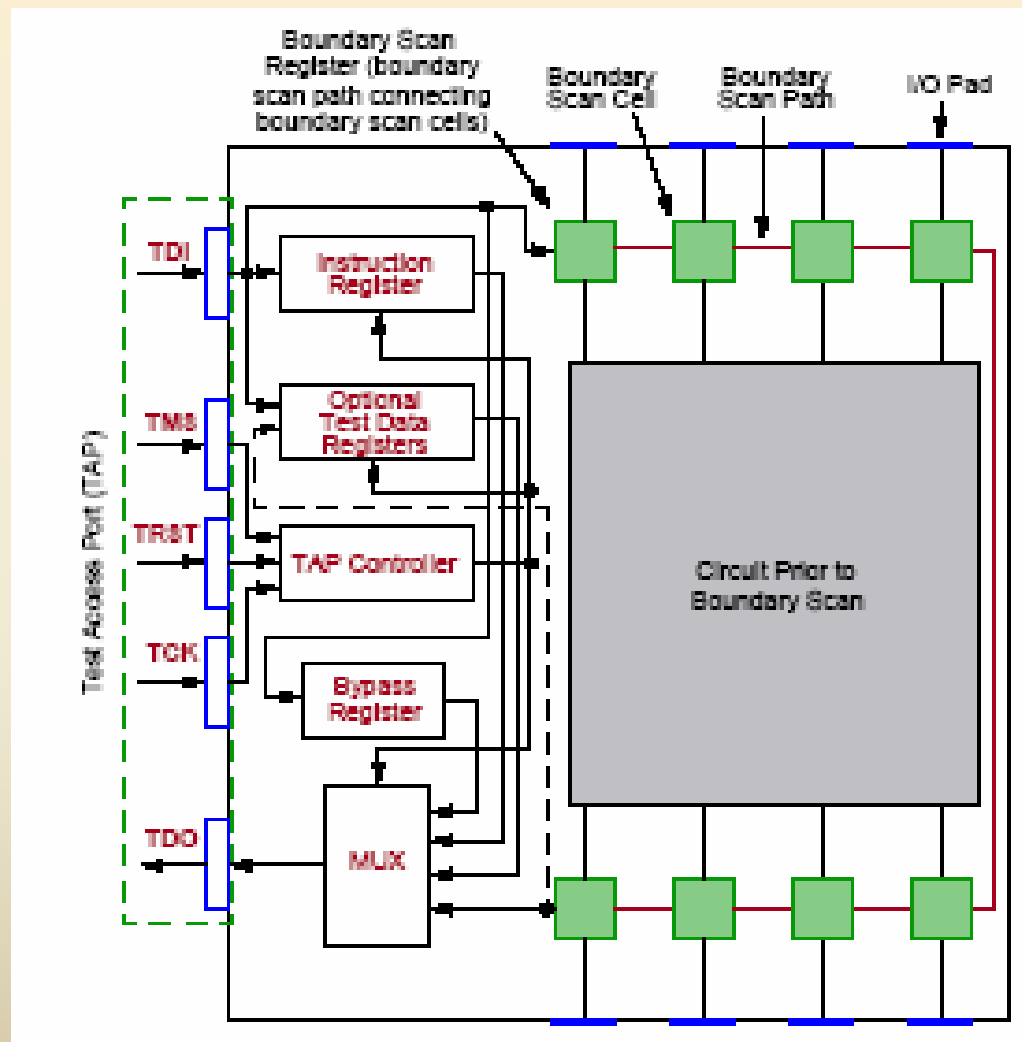 Boundary Scan
Register (boundary
scan path connecting
boundary scan cells)
Boundary
Scan Cell
Boundary
Scan Path
I/O Pad
TDI
Instruction
Register
Optional
Test Data
Registers
TMS
Test Access Port (TAP)
TRST
TAP Controller
Circuit Prior to
Boundary Scan
TCK
Bypass
Register
TDO
MUX